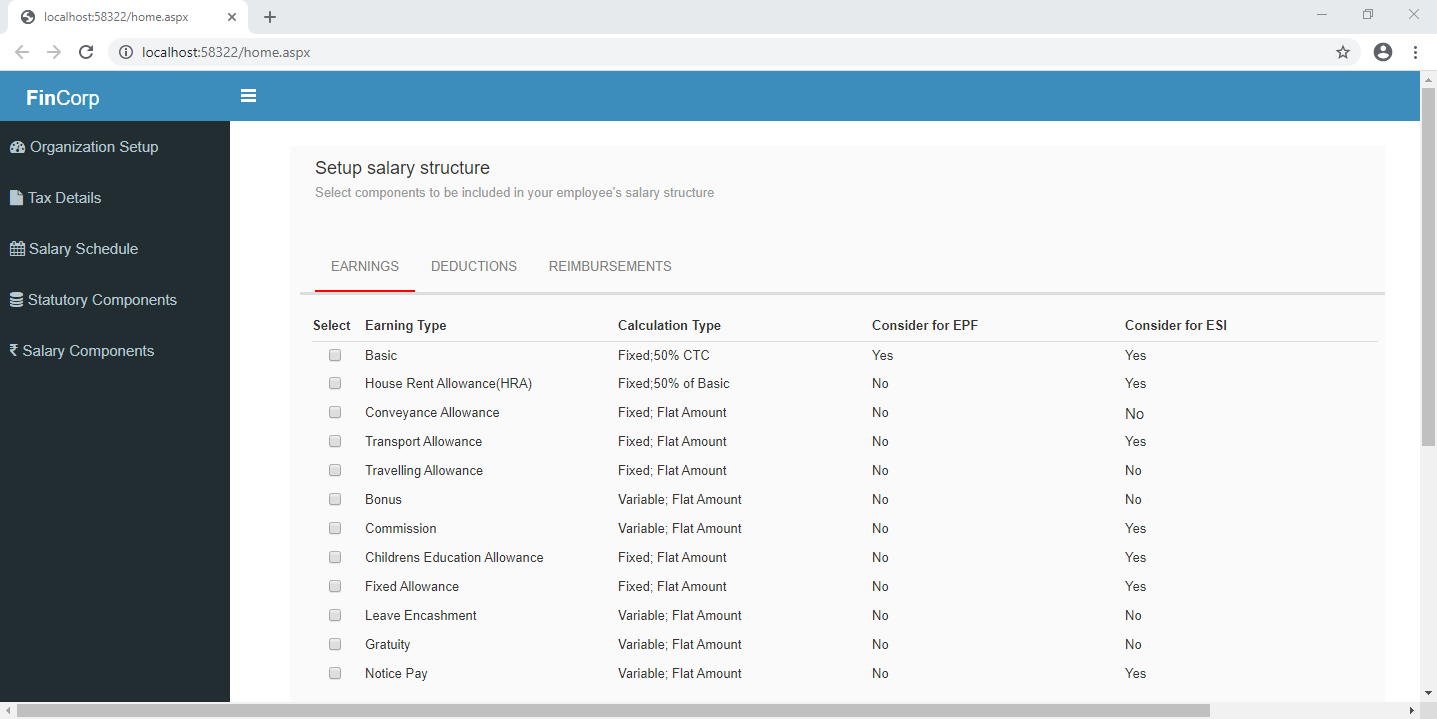 localhost:58322/home.aspx
localhost:58322/home.aspx
FinCorp
Organization Setup
Tax Details
Salary Schedule
Statutory Components
₹ Salary Components
Setup salary structure
Select components to be included in your employee's salary structure
EARNINGS DEDUCTIONS REIMBURSEMENTS
Select Earning Type Calculation Type Consider for EPF Consider for ESI
Basic Fixed;50% CTC Yes Yes
House Rent Allowance(HRA) Fixed;50% of Basic No Yes
Conveyance Allowance Fixed; Flat Amount No No
Transport Allowance Fixed; Flat Amount No Yes
Travelling Allowance Fixed; Flat Amount No No
Bonus Variable; Flat Amount No No
Commission Variable; Flat Amount No Yes
Childrens Education Allowance Fixed; Flat Amount No Yes
Fixed Allowance Fixed; Flat Amount No Yes
Leave Encashment Variable; Flat Amount No No
Gratuity Variable; Flat Amount No No
Notice Pay Variable; Flat Amount No Yes